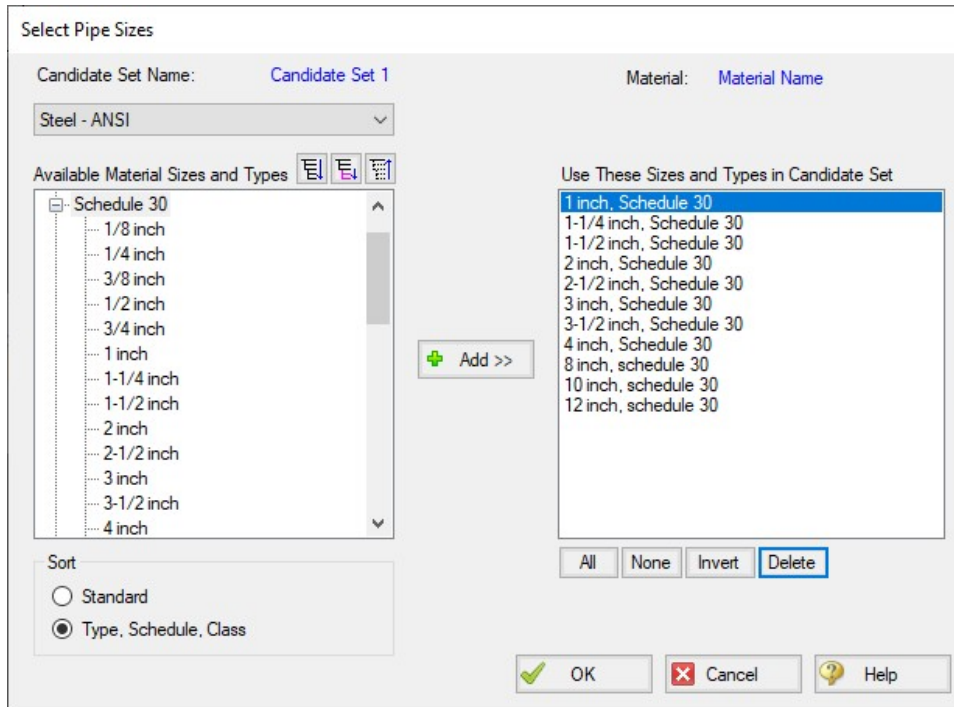 Select Pipe Sizes
Candidate Set Name: Candidate Set 1
Material: Material Name
Steel - ANSI
Available Material Sizes and Types
Schedule 30
1/8 inch
1/4 inch
3/8 inch
1/2 inch
3/4 inch
1 inch
1-1/4 inch
1-1/2 inch
2 inch
2-1/2 inch
3 inch
3-1/2 inch
4 inch
Sort
Standard
Type, Schedule, Class
Add >>
Use These Sizes and Types in Candidate Set
1 inch, Schedule 30
1-1/4 inch, Schedule 30
1-1/2 inch, Schedule 30
2 inch, Schedule 30
2-1/2 inch, Schedule 30
3 inch, Schedule 30
3-1/2 inch, Schedule 30
4 inch, Schedule 30
8 inch, schedule 30
10 inch, schedule 30
12 inch, schedule 30
All None Invert Delete
OK Cancel Help